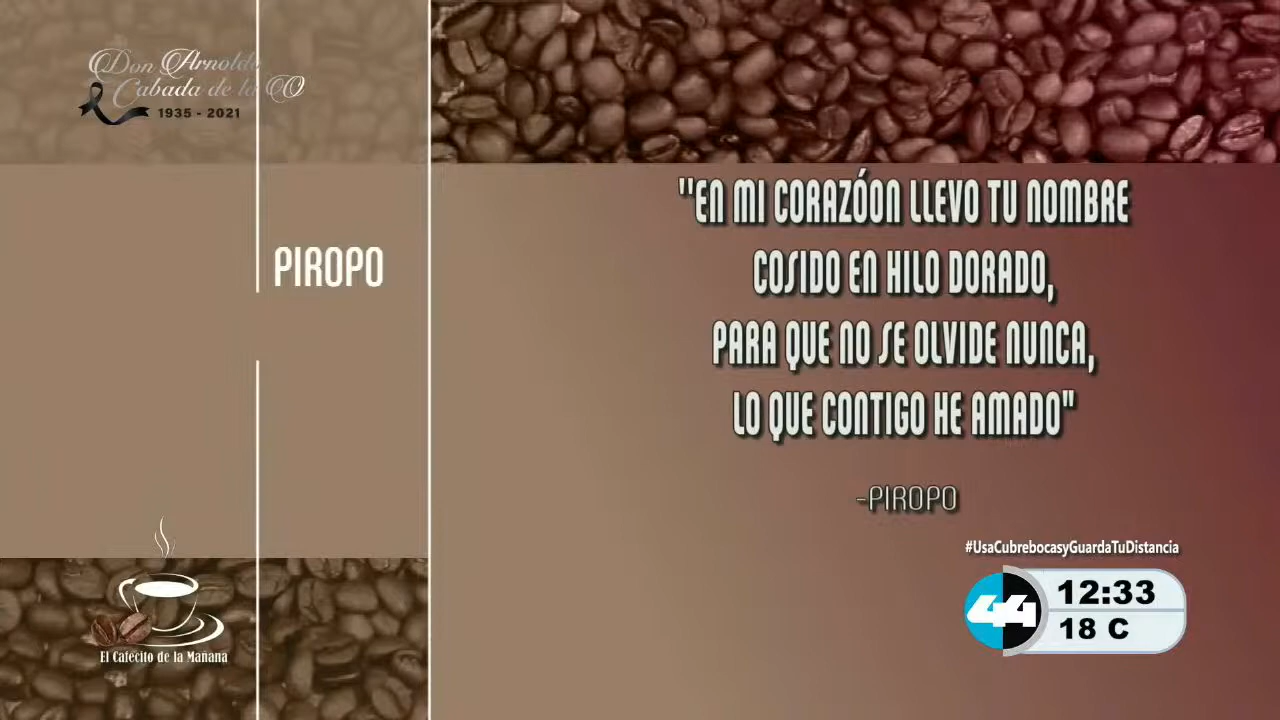 Don Arnoldo
Cabada de la O
1935 - 2021
PIROPO
"EN MI CORAZÓON LLEVO TU NOMBRE
COSIDO EN HILO DORADO,
PARA QUE NO SE OLVIDE NUNCA,
LO QUE CONTIGO HE AMADO"
-PIROPO
#UsaCubrebocasyGuardaTuDistancia
44
12:33
18 C
El Cafecito de la Mañana